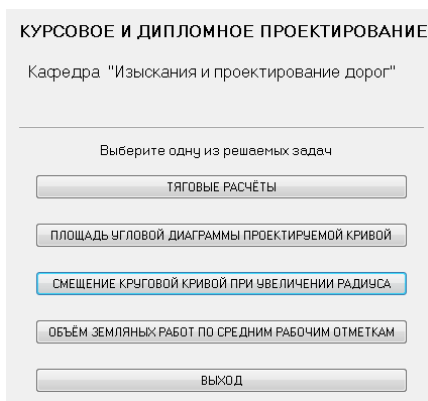 КУРСОВОЕ И ДИПЛОМНОЕ ПРОЕКТИРОВАНИЕ
Кафедра "Изыскания и проектирование дорог"
Выберите одну из решаемых задач
ТЯГОВЫЕ РАСЧЁТЫ
ПЛОЩАДЬ УГЛОВОЙ ДИАГРАММЫ ПРОЕКТИРУЕМОЙ КРИВОЙ
СМЕЩЕНИЕ КРУГОВОЙ КРИВОЙ ПРИ УВЕЛИЧЕНИИ РАДИУСА
ОБЪЁМ ЗЕМЛЯНЫХ РАБОТ ПО СРЕДНИМ РАБОЧИМ ОТМЕТКАМ
ВЫХОД